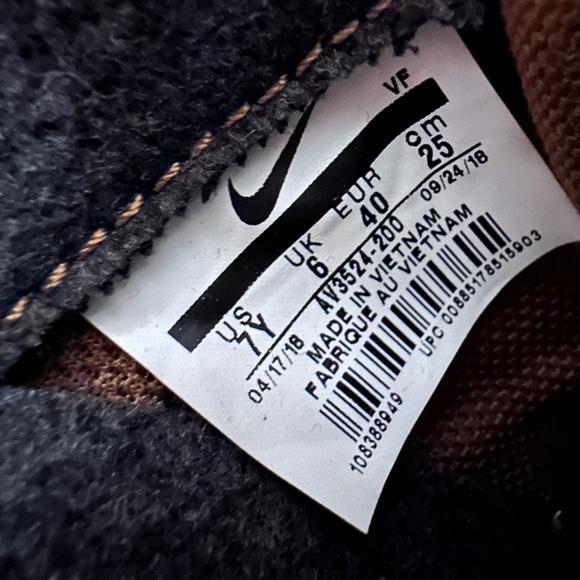 VF
US UK EUR cm
7Y 6 40 25
04/17/18 09/24/18
AV3524-200
MADE IN VIETNAM
FABRIQUE AU VIETNAM
108388949 UPC 00885178515903